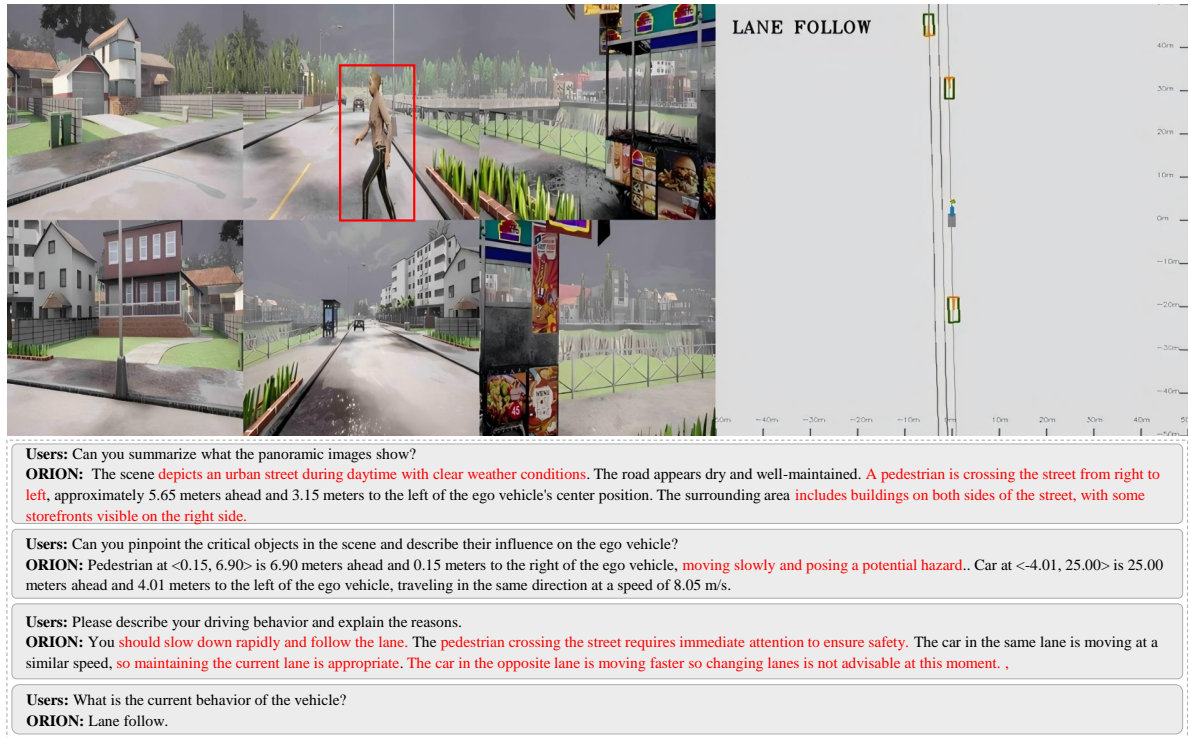 LANE FOLLOW
40m
30m
20m
10m
0m
-10m
-20m
-30m
-40m
-50m
-40m
-30m
-20m
-10m
0m
10m
20m
30m
40m
45
Users: Can you summarize what the panoramic images show?
ORION: The scene depicts an urban street during daytime with clear weather conditions. The road appears dry and well-maintained. A pedestrian is crossing the street from right to
left, approximately 5.65 meters ahead and 3.15 meters to the left of the ego vehicle's center position. The surrounding area includes buildings on both sides of the street, with some
storefronts visible on the right side.
Users: Can you pinpoint the critical objects in the scene and describe their influence on the ego vehicle?
ORION: Pedestrian at <0.15, 6.90> is 6.90 meters ahead and 0.15 meters to the right of the ego vehicle, moving slowly and posing a potential hazard.. Car at <-4.01, 25.00> is 25.00
meters ahead and 4.01 meters to the left of the ego vehicle, traveling in the same direction at a speed of 8.05 m/s.
Users: Please describe your driving behavior and explain the reasons.
ORION: You should slow down rapidly and follow the lane. The pedestrian crossing the street requires immediate attention to ensure safety. The car in the same lane is moving at a
similar speed, so maintaining the current lane is appropriate. The car in the opposite lane is moving faster so changing lanes is not advisable at this moment. ,
Users: What is the current behavior of the vehicle?
ORION: Lane follow.